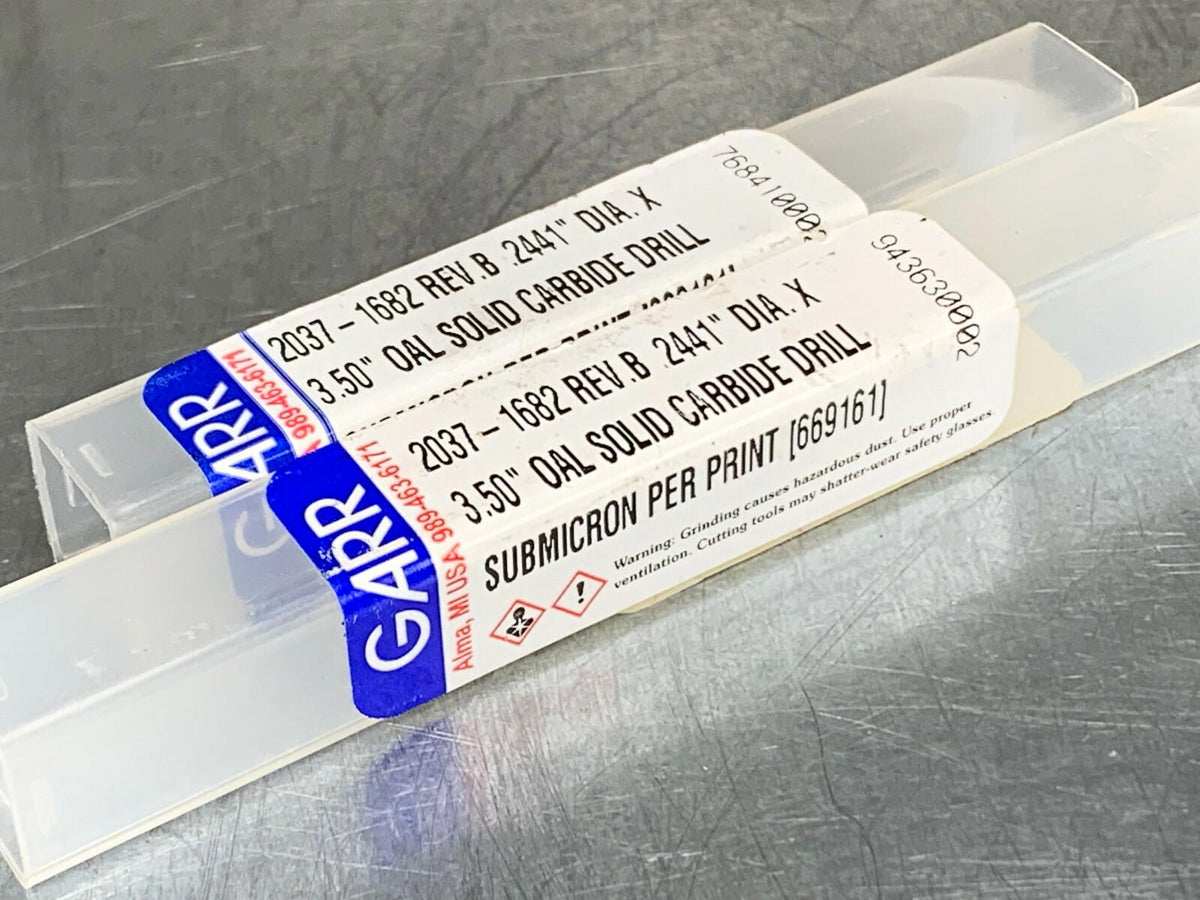 768410002
2037 – 1682 REV.B .2441" DIA. X
3.50" OAL SOLID CARBIDE DRILL
GARR
989-463-6171
943630002
2037 – 1682 REV.B .2441" DIA. X
3.50" OAL SOLID CARBIDE DRILL
SUBMICRON PER PRINT [669161]
Warning: Grinding causes hazardous dust. Use proper
ventilation. Cutting tools may shatter-wear safety glasses.
GARR
Alma, MI USA 989-463-6171